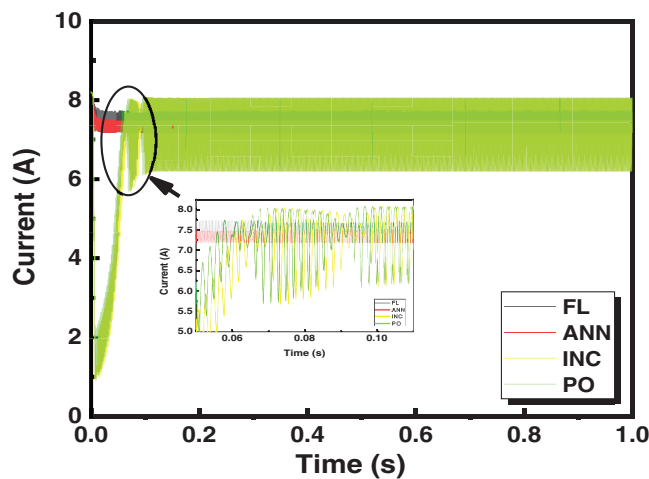 10
8
6
4
2
0
Current (A)
8.0
7.5
7.0
6.5
6.0
5.5
5.0
Current (A)
FL
ANN
INC
PO
0.06
0.08
0.10
Time (s)
FL
ANN
INC
PO
0.0 0.2 0.4 0.6 0.8 1.0
Time (s)